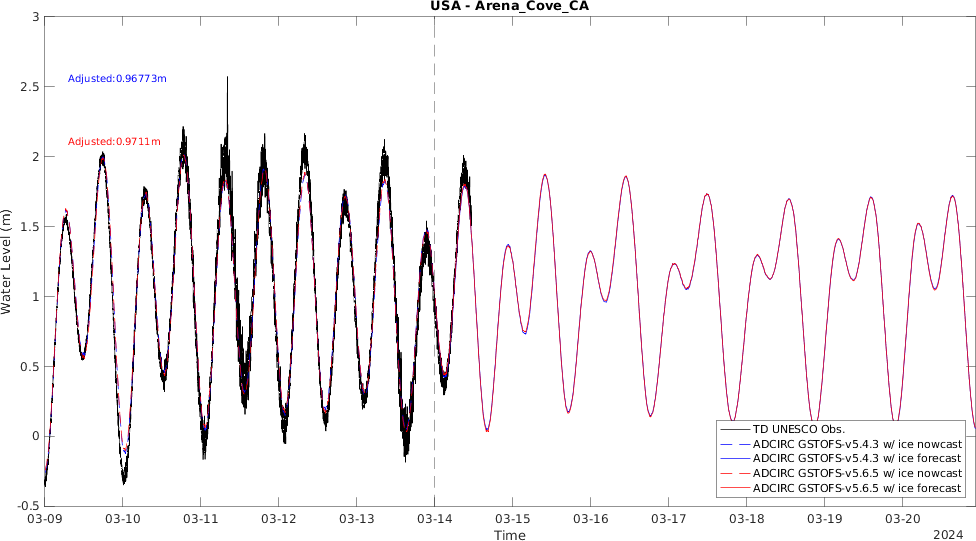 USA - Arena_Cove_CA
Water Level (m)
3
2.5
2
1.5
1
0.5
0
-0.5
Adjusted:0.96773m
Adjusted:0.9711m
TD UNESCO Obs.
ADCIRC GSTOFS-v5.4.3 w/ ice nowcast
ADCIRC GSTOFS-v5.4.3 w/ ice forecast
ADCIRC GSTOFS-v5.6.5 w/ ice nowcast
ADCIRC GSTOFS-v5.6.5 w/ ice forecast
03-09 03-10 03-11 03-12 03-13 03-14 03-15 03-16 03-17 03-18 03-19 03-20
Time
2024